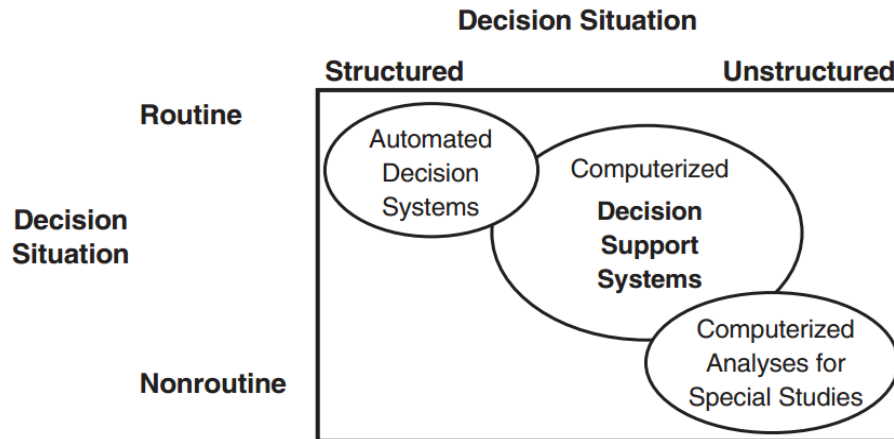 Decision Situation
Structured
Unstructured
Routine
Automated
Decision
Systems
Computerized
Decision
Support
Systems
Decision
Situation
Computerized
Analyses for
Special Studies
Nonroutine